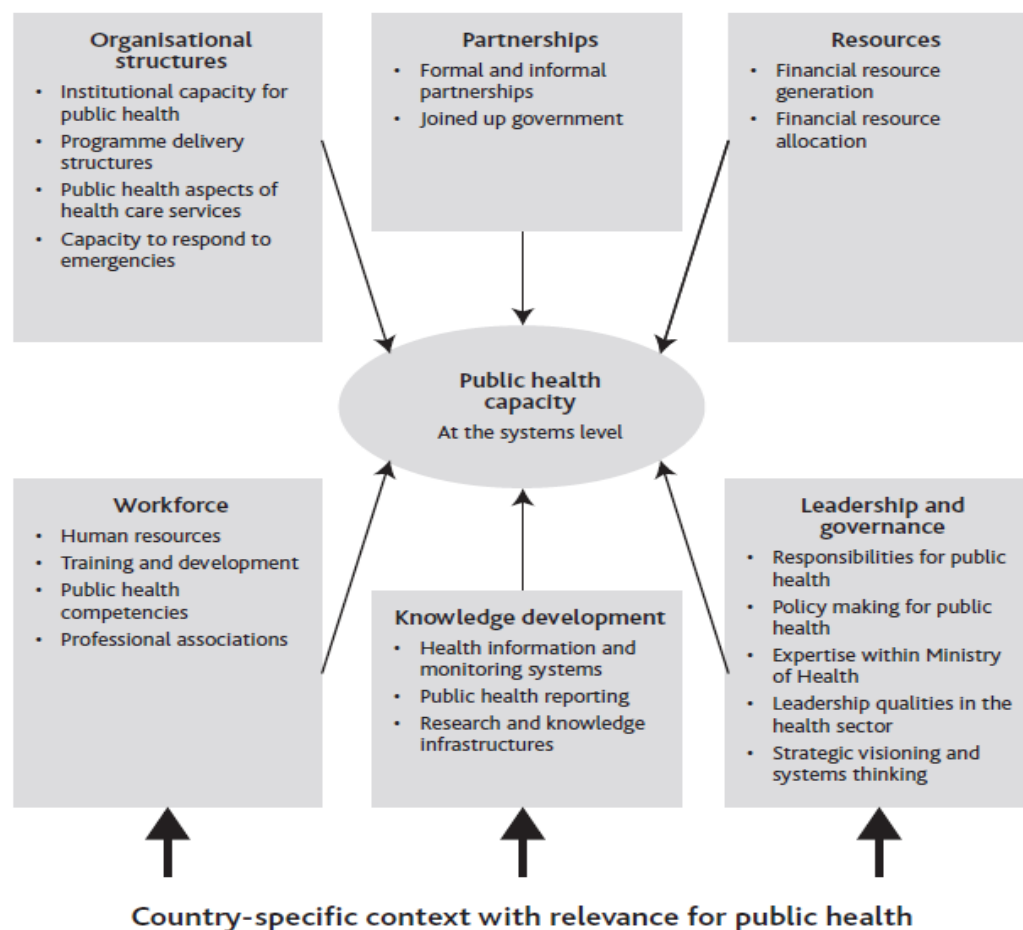 Organisational
structures
• Institutional capacity for
public health
• Programme delivery
structures
• Public health aspects of
health care services
• Capacity to respond to
emergencies
Partnerships
• Formal and informal
partnerships
• Joined up government
Resources
• Financial resource
generation
• Financial resource
allocation
Public health
capacity
At the systems level
Workforce
• Human resources
• Training and development
• Public health
competencies
• Professional associations
Knowledge development
• Health information and
monitoring systems
• Public health reporting
• Research and knowledge
infrastructures
Leadership and
governance
• Responsibilities for public
health
• Policy making for public
health
• Expertise within Ministry
of Health
• Leadership qualities in the
health sector
• Strategic visioning and
systems thinking
Country-specific context with relevance for public health